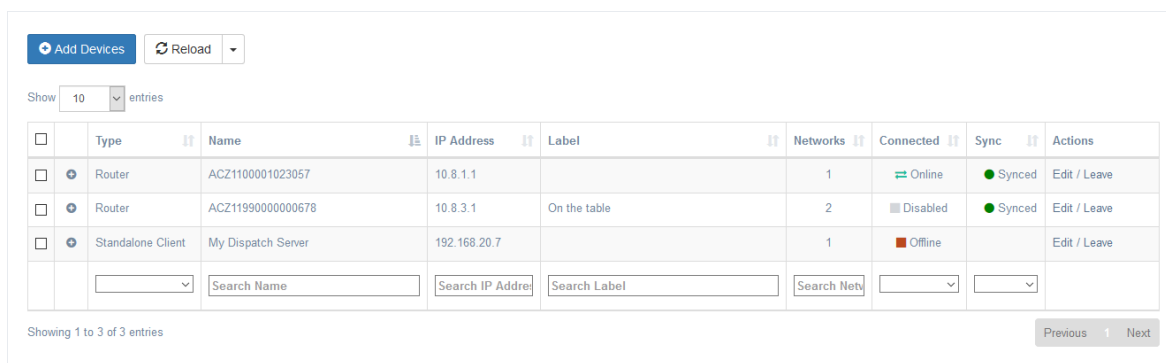 Add Devices Reload
Show 10 entries
Type Name IP Address Label Networks Connected Sync Actions
Router ACZ1100001023057 10.8.1.1 1 Online Synced Edit / Leave
Router ACZ11990000000678 10.8.3.1 On the table 2 Disabled Synced Edit / Leave
Standalone Client My Dispatch Server 192.168.20.7 1 Offline Edit / Leave
Search Name Search IP Addre Search Label Search Netw
Showing 1 to 3 of 3 entries Previous 1 Next